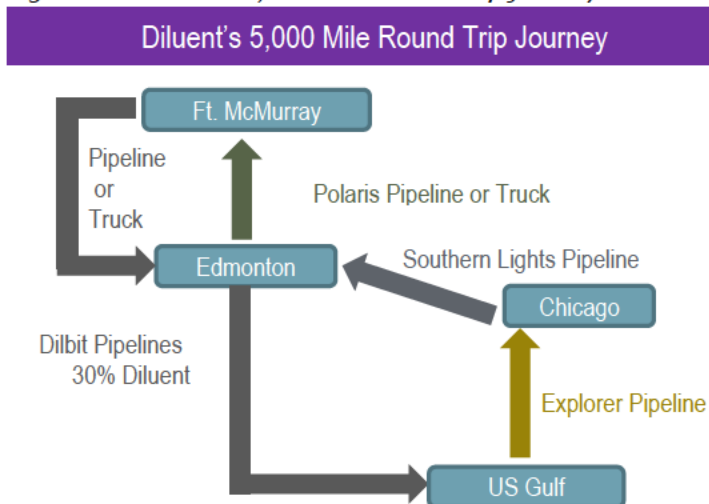 Diluent's 5,000 Mile Round Trip Journey
Ft. McMurray
Pipeline
or
Truck
Polaris Pipeline or Truck
Edmonton
Southern Lights Pipeline
Chicago
Dilbit Pipelines
30% Diluent
Explorer Pipeline
US Gulf